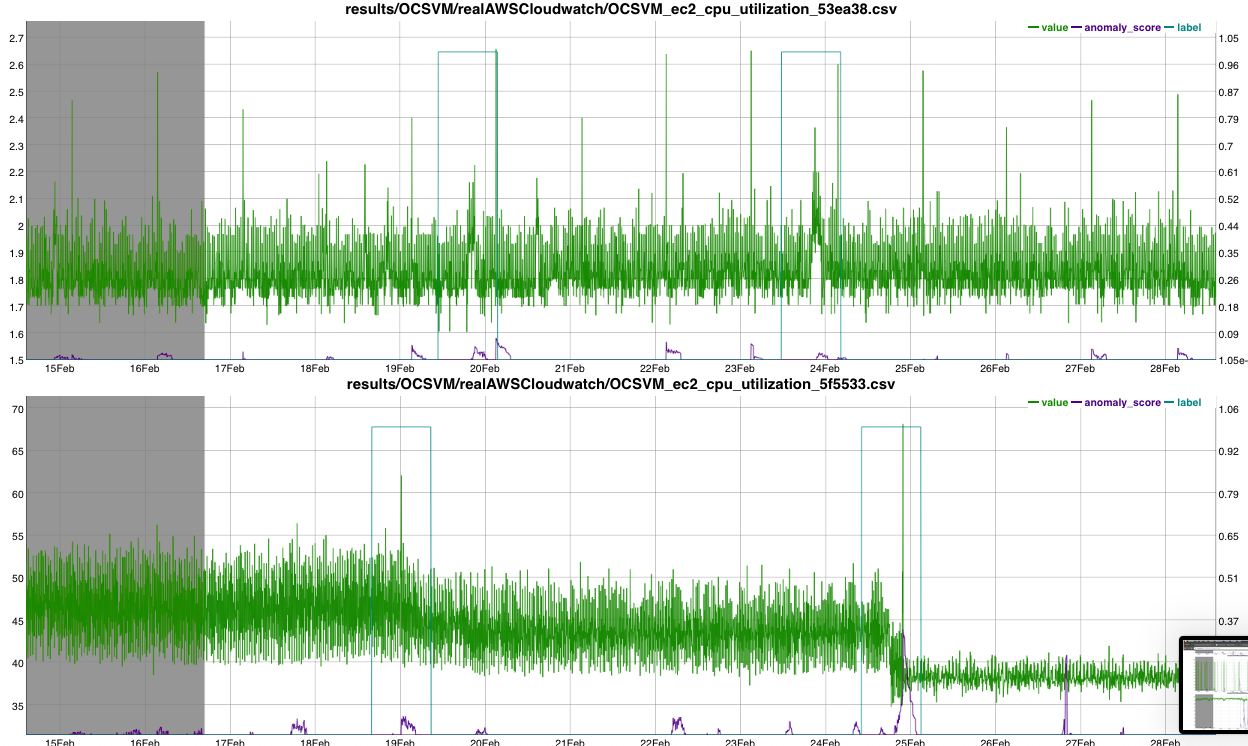 results/OCSVM/realAWSCloudwatch/OCSVM_ec2_cpu_utilization_53ea38.csv
value anomaly_score label
2.7 1.05
2.6 0.96
2.5 0.87
2.4 0.79
2.3 0.7
2.2 0.61
2.1 0.52
2 0.44
1.9 0.35
1.8 0.26
1.7 0.18
1.6 0.09
1.5 1.05e-
15Feb 16Feb 17Feb 18Feb 19Feb 20Feb 21Feb 22Feb 23Feb 24Feb 25Feb 26Feb 27Feb 28Feb
results/OCSVM/realAWSCloudwatch/OCSVM_ec2_cpu_utilization_5f5533.csv
value anomaly_score label
70 1.06
65 0.92
60 0.79
55 0.65
50 0.51
45 0.37
40
35
15Feb 16Feb 17Feb 18Feb 19Feb 20Feb 21Feb 22Feb 23Feb 24Feb 25Feb 26Feb 27Feb 28Feb